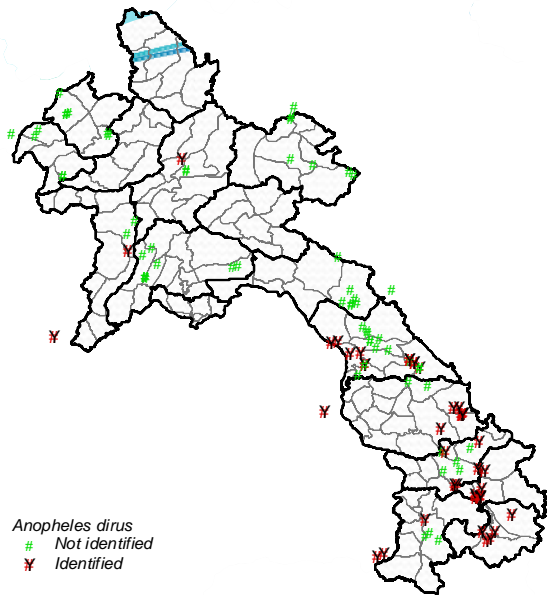 Anopheles dirus
# Not identified
¥ Identified